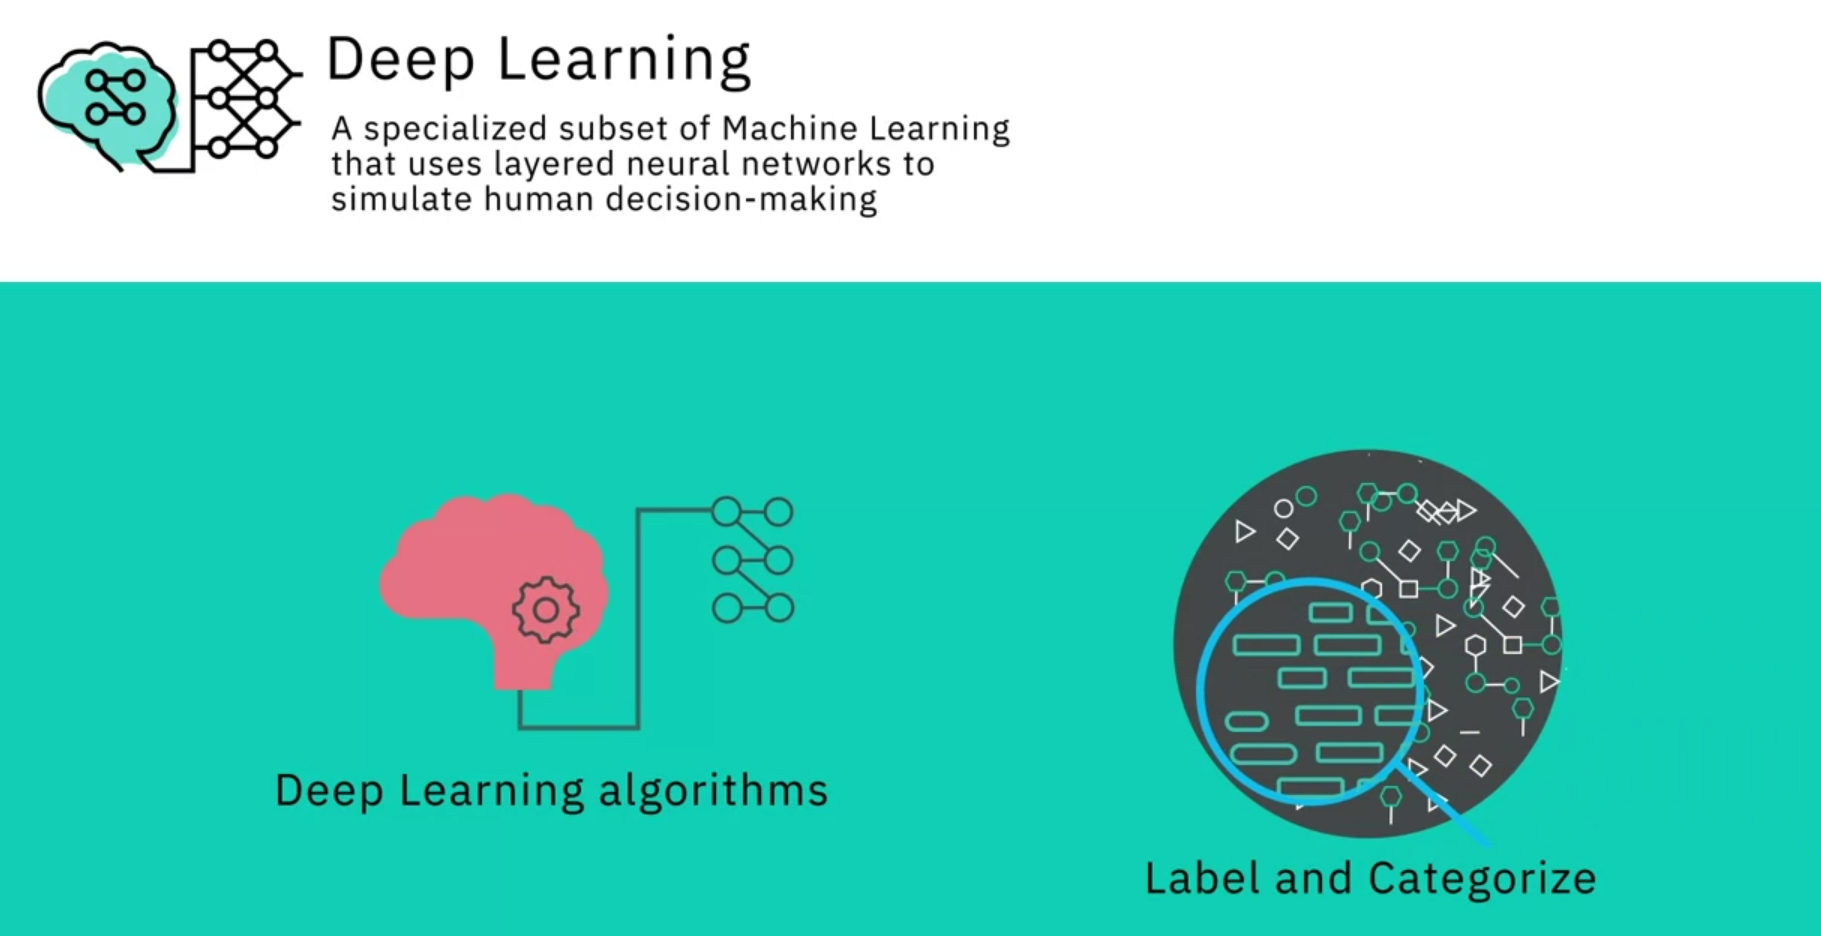 Deep Learning
A specialized subset of Machine Learning
that uses layered neural networks to
simulate human decision-making
Deep Learning algorithms
Label and Categorize